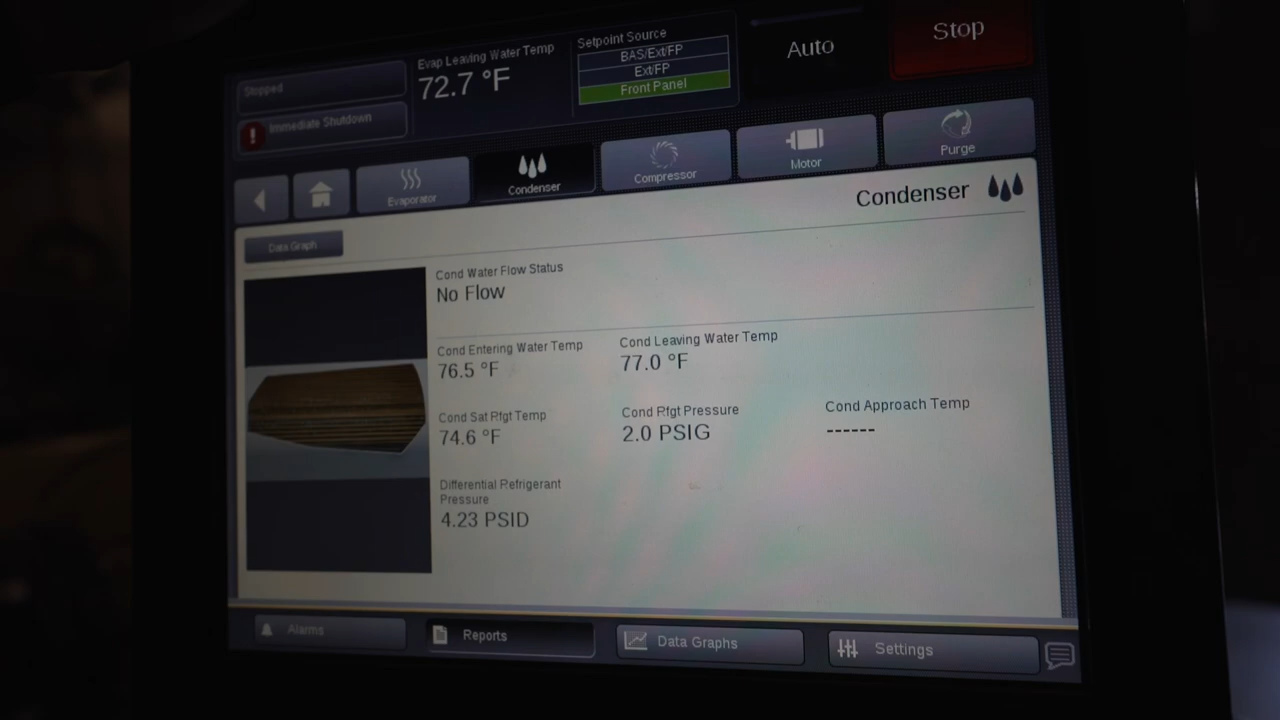 Stopped
Immediate Shutdown
Evap Leaving Water Temp
72.7 °F
Setpoint Source
BAS/Ext/FP
Ext/FP
Front Panel
Auto
Stop
Evaporator
Condenser
Compressor
Motor
Purge
Condenser
Data Graph
Cond Water Flow Status
No Flow
Cond Entering Water Temp
76.5 °F
Cond Leaving Water Temp
77.0 °F
Cond Sat Rfgt Temp
74.6 °F
Cond Rfgt Pressure
2.0 PSIG
Cond Approach Temp
------
Differential Refrigerant
Pressure
4.23 PSID
Alarms
Reports
Data Graphs
Settings